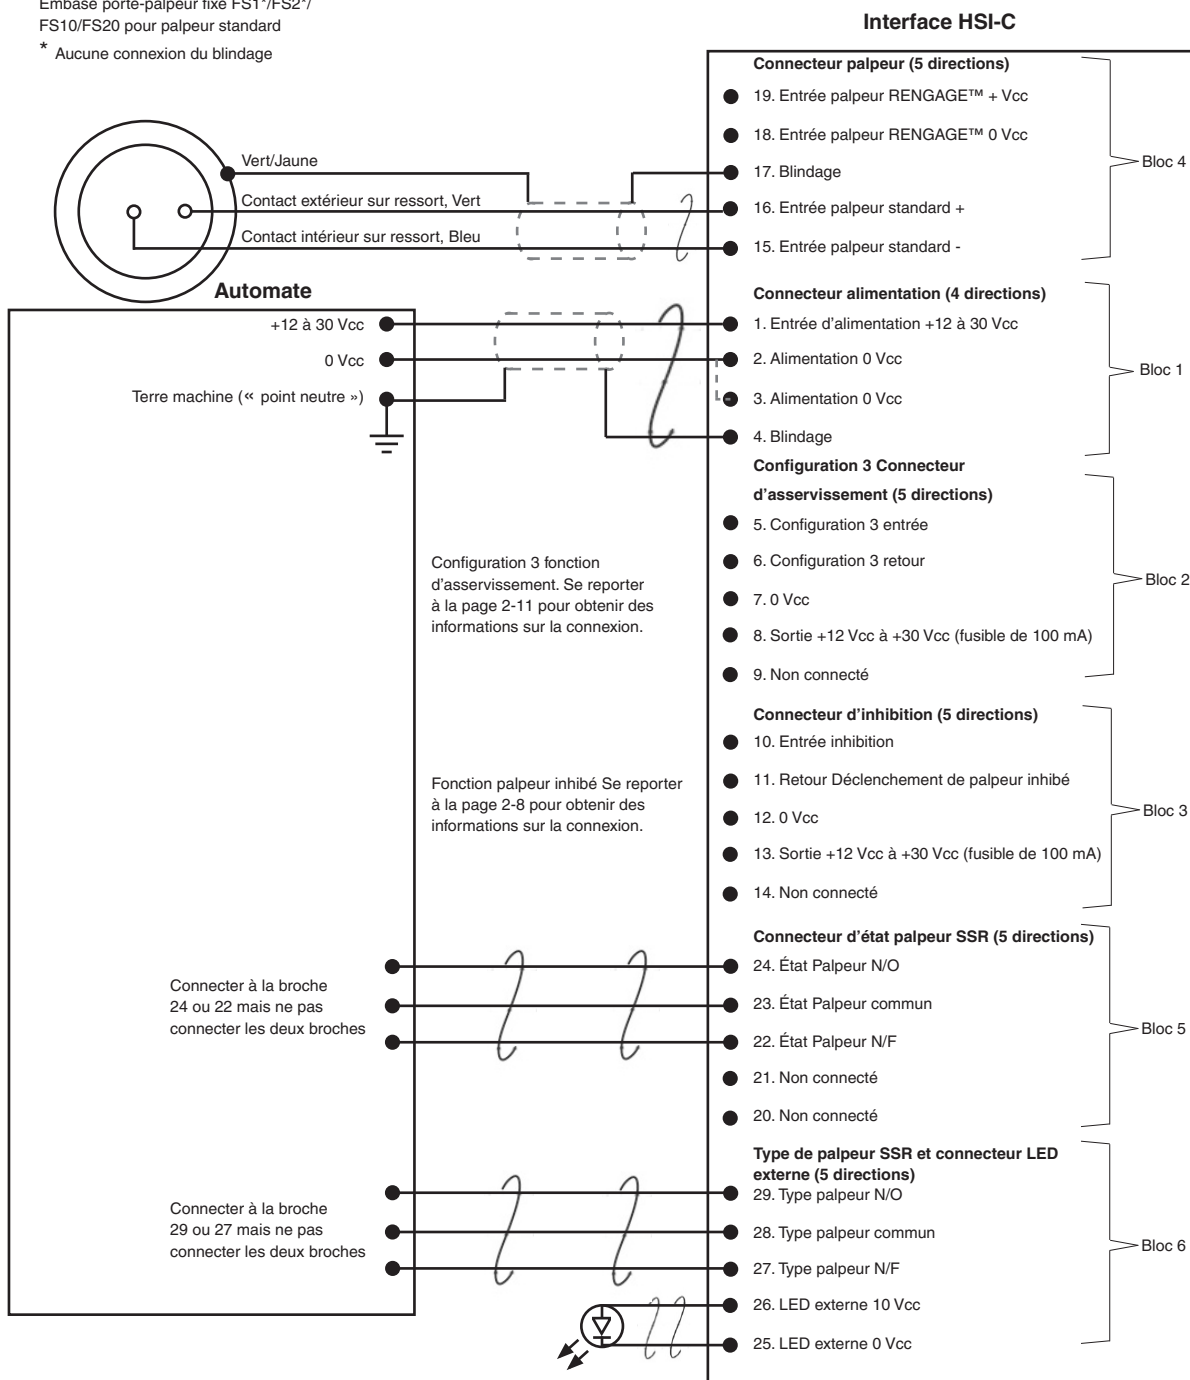 Embase porte-palpeur fixe FS1*/FS2*/
FS10/FS20 pour palpeur standard
* Aucune connexion du blindage
Interface HSI-C
Connecteur palpeur (5 directions)
19. Entrée palpeur RENGAGE™ + Vcc
18. Entrée palpeur RENGAGE™ 0 Vcc
17. Blindage
16. Entrée palpeur standard +
15. Entrée palpeur standard -
Bloc 4
Vert/Jaune
Contact extérieur sur ressort, Vert
Contact intérieur sur ressort, Bleu
Automate
+12 à 30 Vcc
0 Vcc
Terre machine (« point neutre »)
Connecteur alimentation (4 directions)
1. Entrée d'alimentation +12 à 30 Vcc
2. Alimentation 0 Vcc
3. Alimentation 0 Vcc
4. Blindage
Bloc 1
Configuration 3 Connecteur
d'asservissement (5 directions)
5. Configuration 3 entrée
6. Configuration 3 retour
7. 0 Vcc
8. Sortie +12 Vcc à +30 Vcc (fusible de 100 mA)
9. Non connecté
Bloc 2
Configuration 3 fonction
d'asservissement. Se reporter
à la page 2-11 pour obtenir des
informations sur la connexion.
Connecteur d'inhibition (5 directions)
10. Entrée inhibition
11. Retour Déclenchement de palpeur inhibé
12. 0 Vcc
13. Sortie +12 Vcc à +30 Vcc (fusible de 100 mA)
14. Non connecté
Bloc 3
Fonction palpeur inhibé Se reporter
à la page 2-8 pour obtenir des
informations sur la connexion.
Connecteur d'état palpeur SSR (5 directions)
24. État Palpeur N/O
23. État Palpeur commun
22. État Palpeur N/F
21. Non connecté
20. Non connecté
Bloc 5
Connecter à la broche
24 ou 22 mais ne pas
connecter les deux broches
Type de palpeur SSR et connecteur LED
externe (5 directions)
29. Type palpeur N/O
28. Type palpeur commun
27. Type palpeur N/F
26. LED externe 10 Vcc
25. LED externe 0 Vcc
Bloc 6
Connecter à la broche
29 ou 27 mais ne pas
connecter les deux broches